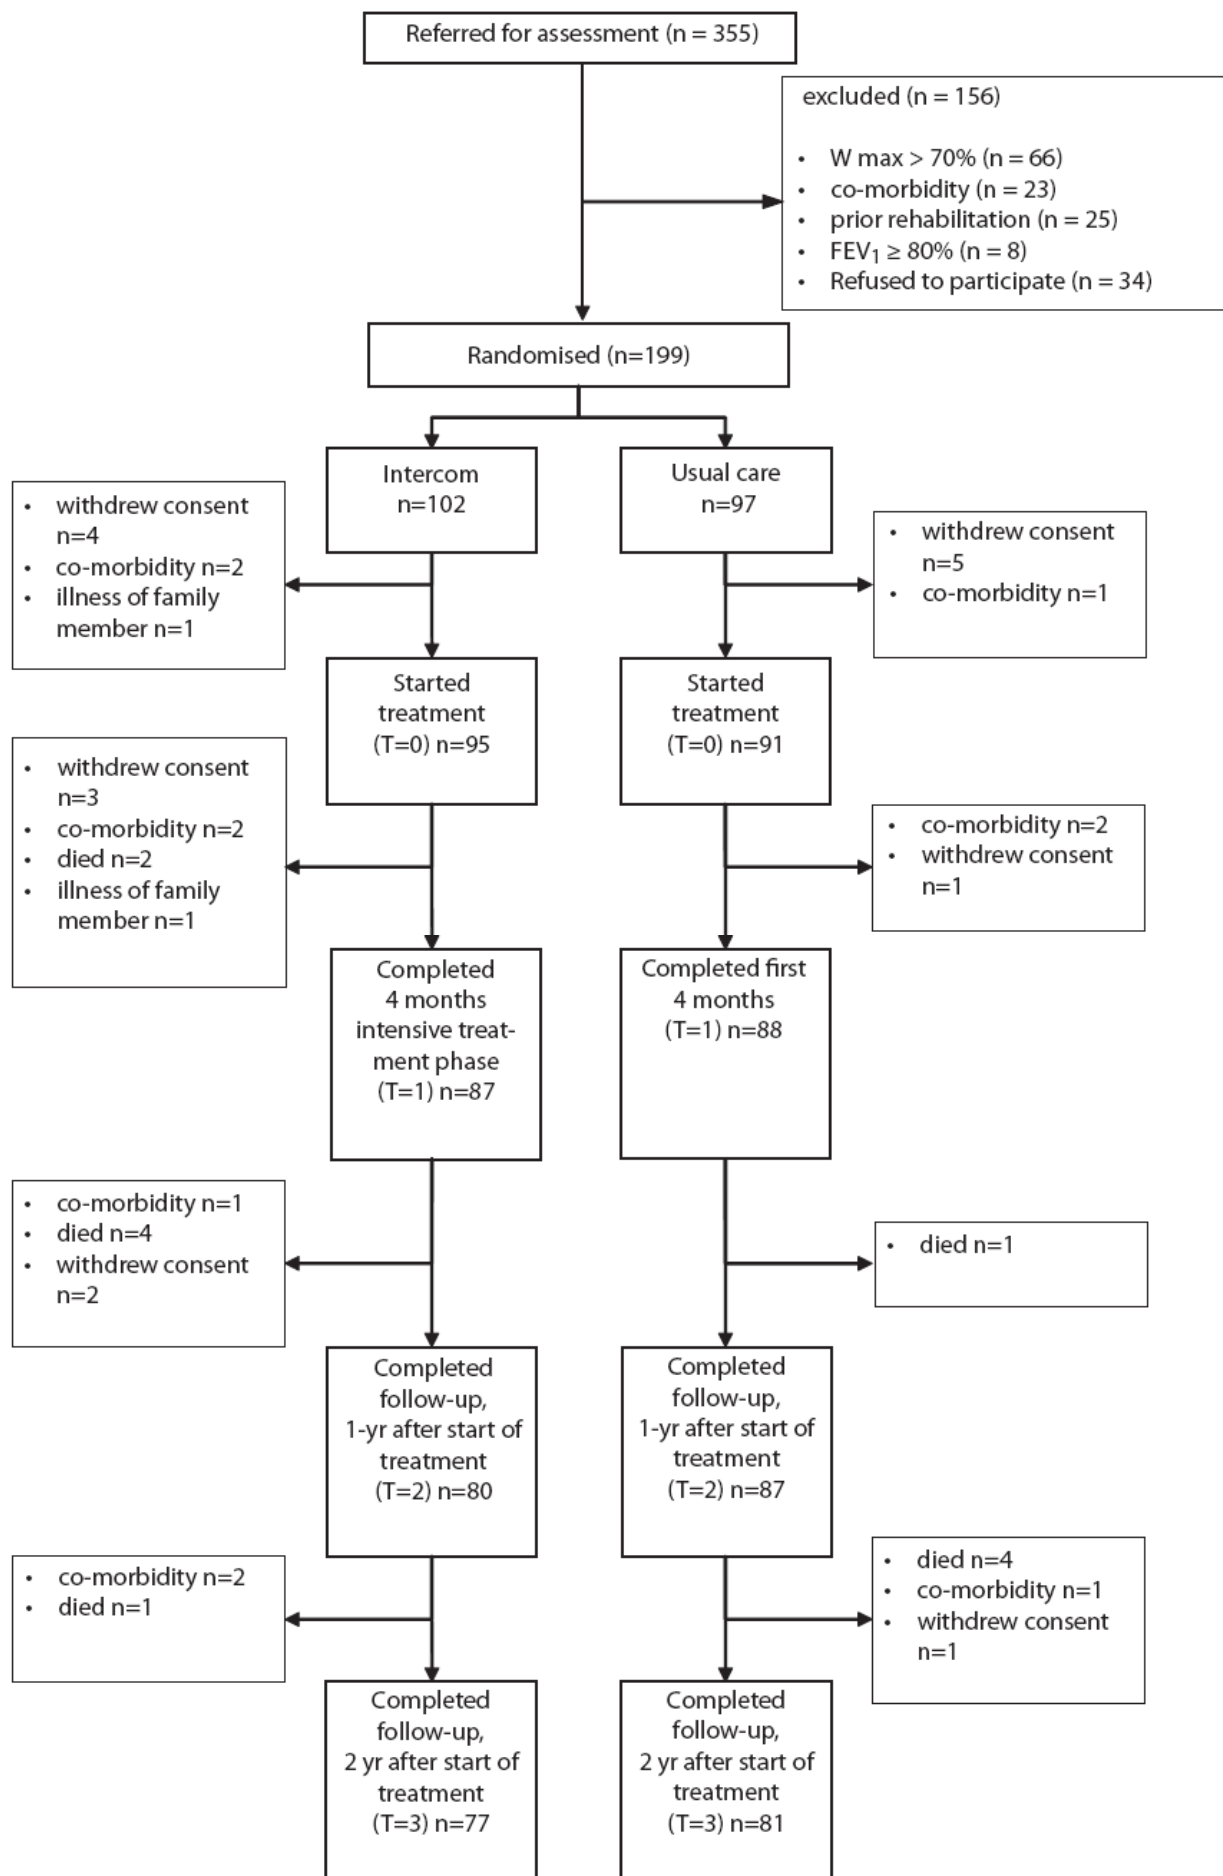 Referred for assessment (n = 355)
excluded (n = 156)
• W max > 70% (n = 66)
• co-morbidity (n = 23)
• prior rehabilitation (n = 25)
• FEV₁ ≥ 80% (n = 8)
• Refused to participate (n = 34)
Randomised (n=199)
Intercom
n=102
Usual care
n=97
• withdrew consent
n=4
• co-morbidity n=2
• illness of family
member n=1
• withdrew consent
n=5
• co-morbidity n=1
Started
treatment
(T=0) n=95
Started
treatment
(T=0) n=91
• withdrew consent
n=3
• co-morbidity n=2
• died n=2
• illness of family
member n=1
• co-morbidity n=2
• withdrew consent
n=1
Completed
4 months
intensive treat-
ment phase
(T=1) n=87
Completed first
4 months
(T=1) n=88
• co-morbidity n=1
• died n=4
• withdrew consent
n=2
• died n=1
Completed
follow-up,
1-yr after start of
treatment
(T=2) n=80
Completed
follow-up,
1-yr after start of
treatment
(T=2) n=87
• co-morbidity n=2
• died n=1
• died n=4
• co-morbidity n=1
• withdrew consent
n=1
Completed
follow-up,
2 yr after start of
treatment
(T=3) n=77
Completed
follow-up,
2 yr after start of
treatment
(T=3) n=81